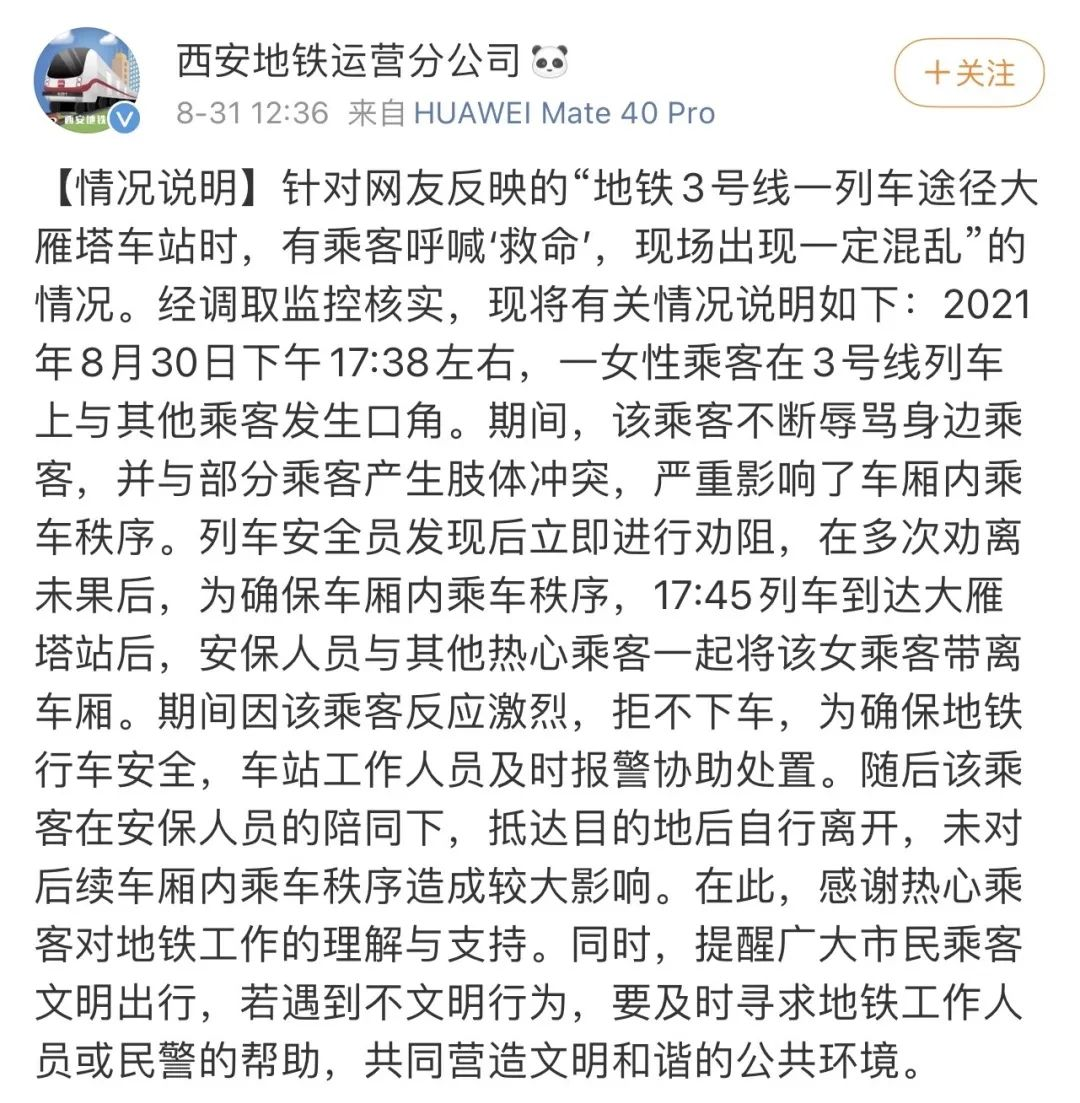 西安地铁运营分公司🐼
+关注
8-31 12:36 来自 HUAWEI Mate 40 Pro
西安地铁
【情况说明】针对网友反映的“地铁3号线一列车途径大
雁塔车站时，有乘客呼喊‘救命’，现场出现一定混乱”的
情况。经调取监控核实，现将有关情况说明如下：2021
年8月30日下午17:38左右，一女性乘客在3号线列车
上与其他乘客发生口角。期间，该乘客不断辱骂身边乘
客，并与部分乘客产生肢体冲突，严重影响了车厢内乘
车秩序。列车安全员发现后立即进行劝阻，在多次劝离
未果后，为确保车厢内乘车秩序，17:45列车到达大雁
塔站后，安保人员与其他热心乘客一起将该女乘客带离
车厢。期间因该乘客反应激烈，拒不下车，为确保地铁
行车安全，车站工作人员及时报警协助处置。随后该乘
客在安保人员的陪同下，抵达目的地后自行离开，未对
后续车厢内乘车秩序造成较大影响。在此，感谢热心乘
客对地铁工作的理解与支持。同时，提醒广大市民乘客
文明出行，若遇到不文明行为，要及时寻求地铁工作人
员或民警的帮助，共同营造文明和谐的公共环境。